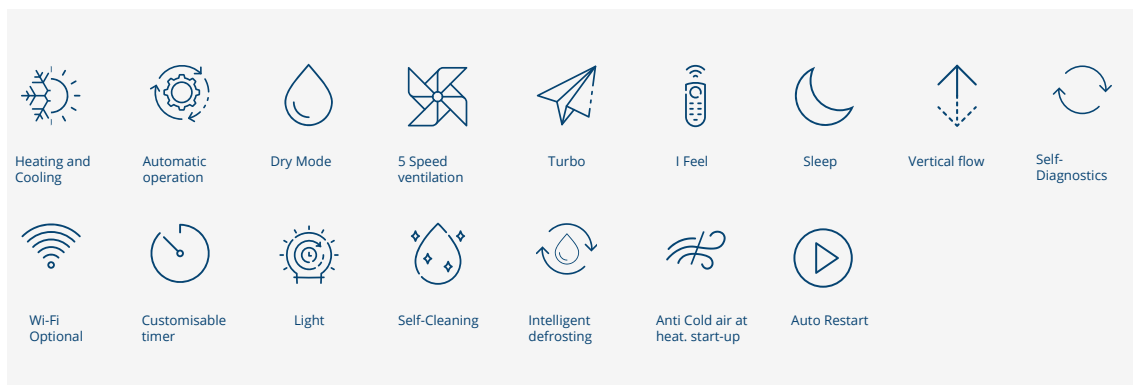 Heating and
Cooling
Automatic
operation
Dry Mode
5 Speed
ventilation
Turbo
I Feel
Sleep
Vertical flow
Self-
Diagnostics
Wi-Fi
Optional
Customisable
timer
Light
Self-Cleaning
Intelligent
defrosting
Anti Cold air at
heat. start-up
Auto Restart